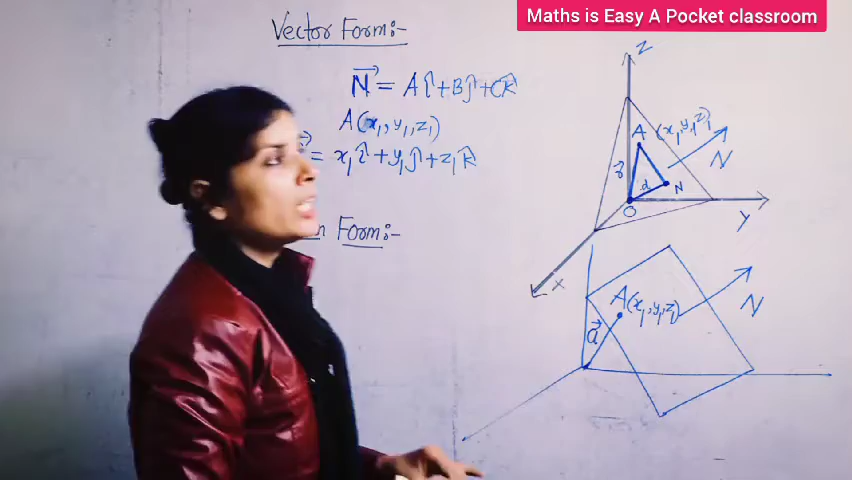 Maths is Easy A Pocket classroom
Vector Form:-
N⃗ = Aî+Bĵ+Ck̂
A(x₁, y₁, z₁)
= x₁î+y₁ĵ+z₁k̂
Form:-
Z
A (x₁, y₁, z₁)
N
d
N
O
Y
X
A(x₁, y₁, z₁)
N
a⃗